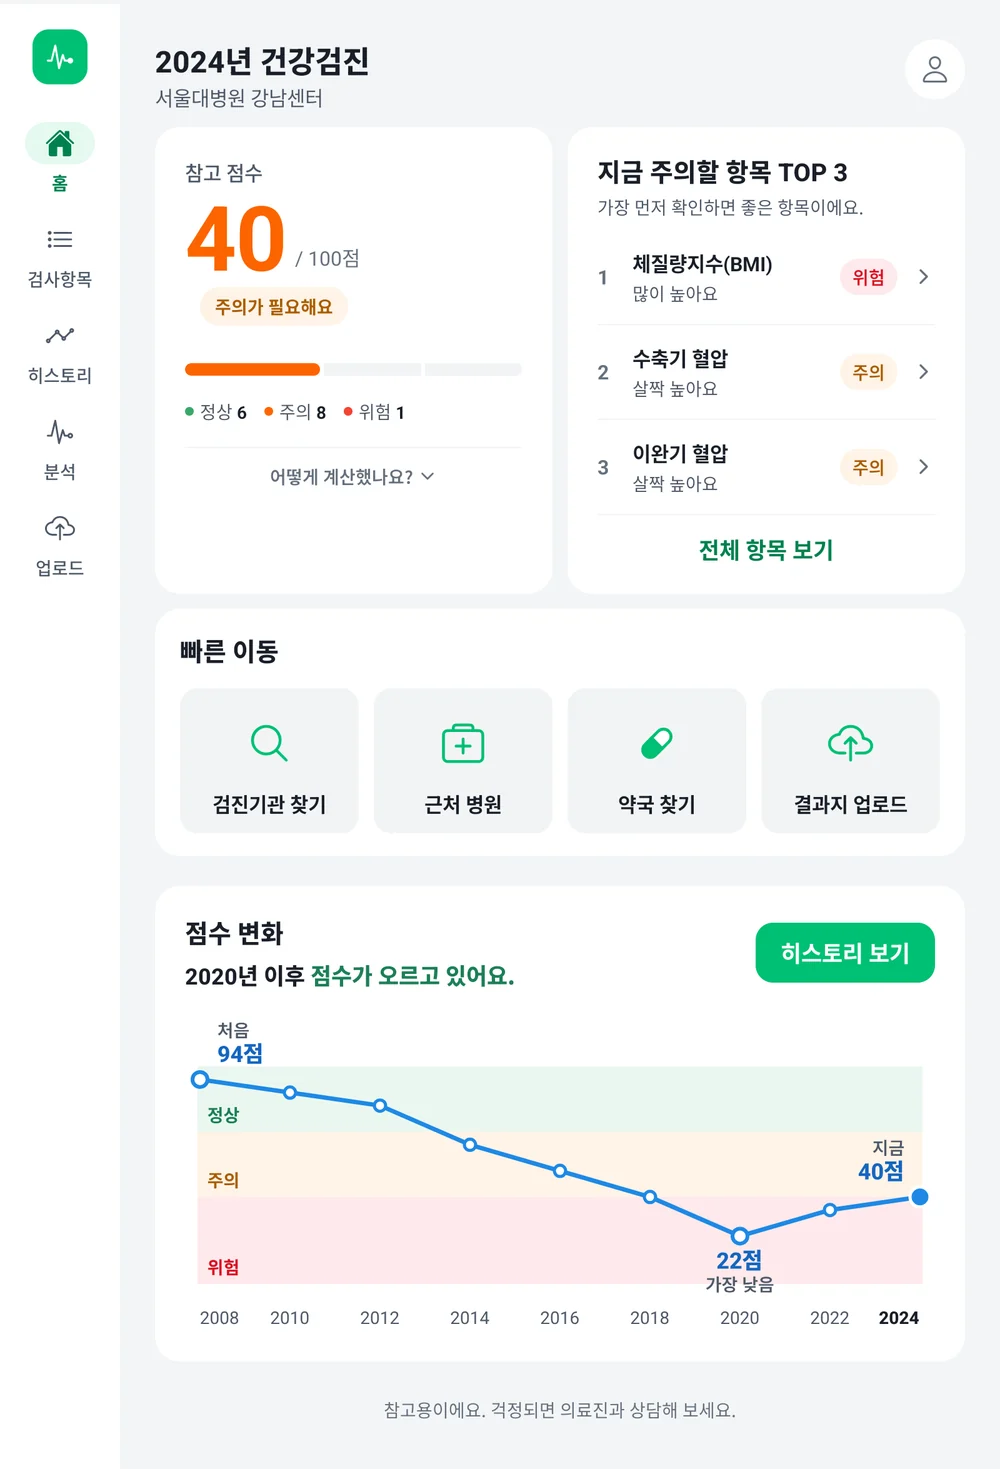 홈
검사항목
히스토리
분석
업로드
2024년 건강검진
서울대병원 강남센터
참고 점수
40 / 100점
주의가 필요해요
정상 6 주의 8 위험 1
어떻게 계산했나요?
지금 주의할 항목 TOP 3
가장 먼저 확인하면 좋은 항목이에요.
1 체질량지수(BMI) 위험
많이 높아요
2 수축기 혈압 주의
살짝 높아요
3 이완기 혈압 주의
살짝 높아요
전체 항목 보기
빠른 이동
검진기관 찾기
근처 병원
약국 찾기
결과지 업로드
점수 변화
2020년 이후 점수가 오르고 있어요.
히스토리 보기
처음
94점
정상
주의
위험
지금
40점
22점
가장 낮음
2008 2010 2012 2014 2016 2018 2020 2022 2024
참고용이에요. 걱정되면 의료진과 상담해 보세요.